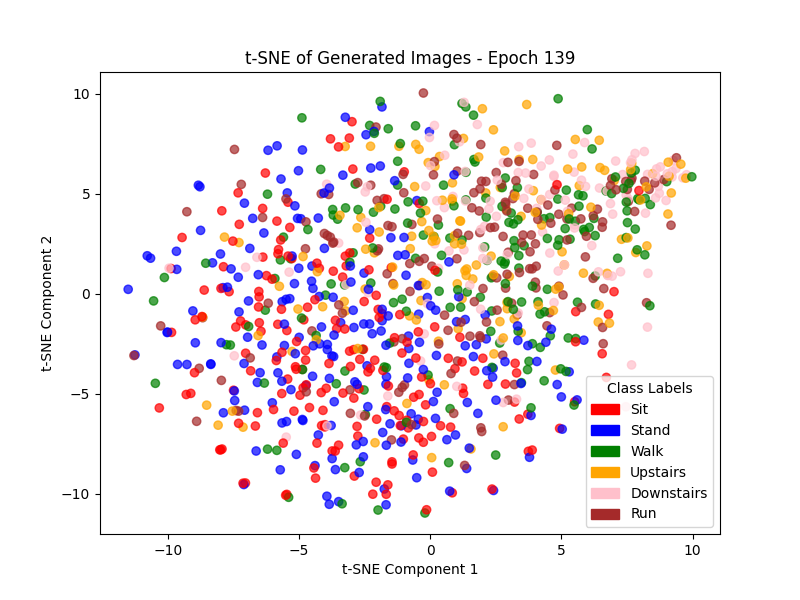 t-SNE of Generated Images - Epoch 139
10
5
0
−5
−10
t-SNE Component 2
−10
−5
0
5
10
t-SNE Component 1
Class Labels
Sit
Stand
Walk
Upstairs
Downstairs
Run